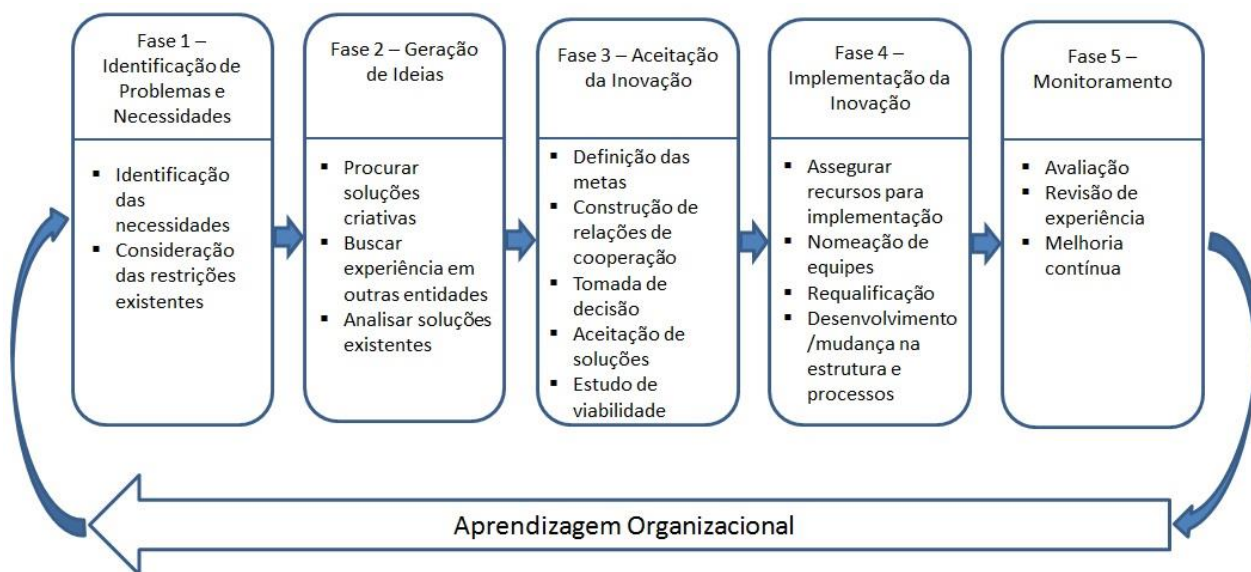 Fase 1 –
Identificação de
Problemas e
Necessidades
▪ Identificação
das
necessidades
▪ Consideração
das restrições
existentes
Fase 2 – Geração
de Ideias
▪ Procurar
soluções
criativas
▪ Buscar
experiência em
outras entidades
▪ Analisar soluções
existentes
Fase 3 – Aceitação
da Inovação
▪ Definição das
metas
▪ Construção de
relações de
cooperação
▪ Tomada de
decisão
▪ Aceitação de
soluções
▪ Estudo de
viabilidade
Fase 4 –
Implementação da
Inovação
▪ Assegurar
recursos para
implementação
▪ Nomeação de
equipes
▪ Requalificação
▪ Desenvolvimento
/mudança na
estrutura e
processos
Fase 5 –
Monitoramento
▪ Avaliação
▪ Revisão de
experiência
▪ Melhoria
contínua
Aprendizagem Organizacional